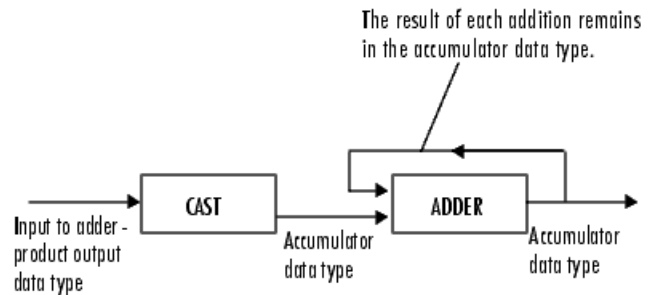 The result of each addition remains
in the accumulator data type.
CAST
ADDER
Input to adder -
product output
data type
Accumulator
data type
Accumulator
data type